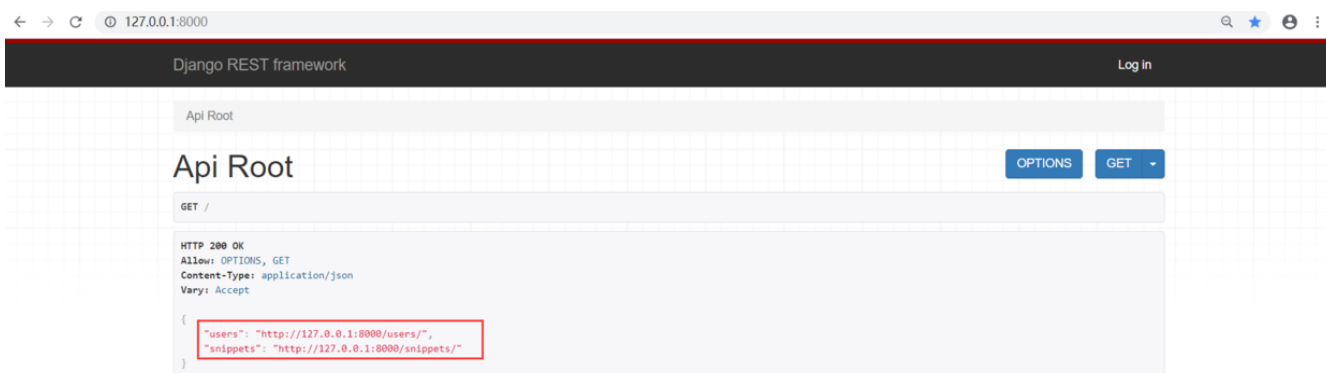 127.0.0.1:8000
Django REST framework
Log in
Api Root
Api Root
OPTIONS
GET
GET /
HTTP 200 OK
Allow: OPTIONS, GET
Content-Type: application/json
Vary: Accept
{
"users": "http://127.0.0.1:8000/users/",
"snippets": "http://127.0.0.1:8000/snippets/"
}